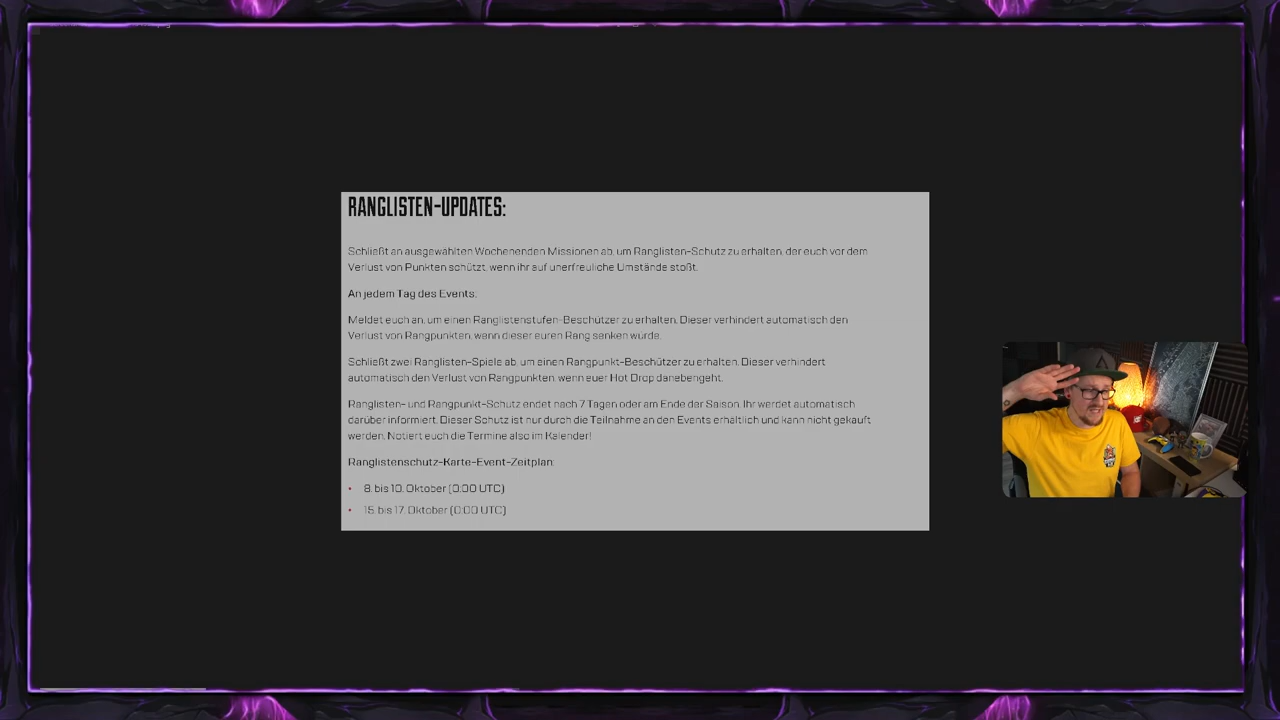 RANGLISTEN-UPDATES:
Schließt an ausgewählten Wochenenden Missionen ab, um Ranglisten-Schutz zu erhalten, der euch vor dem
Verlust von Punkten schützt, wenn ihr auf unerfreuliche Umstände stoßt.
An jedem Tag des Events:
Meldet euch an, um einen Ranglistenstufen-Beschützer zu erhalten. Dieser verhindert automatisch den
Verlust von Rangpunkten, wenn dieser euren Rang senken würde.
Schließt zwei Ranglisten-Spiele ab, um einen Rangpunkt-Beschützer zu erhalten. Dieser verhindert
automatisch den Verlust von Rangpunkten, wenn euer Hot Drop danebengeht.
Ranglisten- und Rangpunkt-Schutz endet nach 7 Tagen oder am Ende der Saison. Ihr werdet automatisch
darüber informiert. Dieser Schutz ist nur durch die Teilnahme an den Events erhältlich und kann nicht gekauft
werden. Notiert euch die Termine also im Kalender!
Ranglistenschutz-Karte-Event-Zeitplan:
• 8. bis 10. Oktober (0:00 UTC)
• 15. bis 17. Oktober (0:00 UTC)